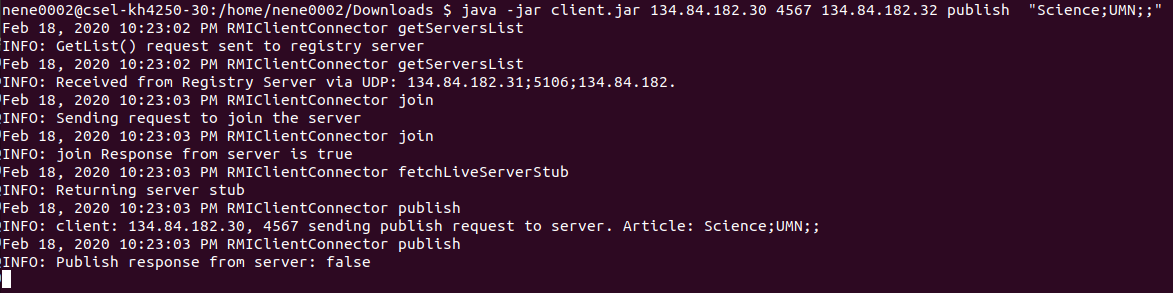 nene0002@csel-kh4250-30:/home/nene0002/Downloads $ java -jar client.jar 134.84.182.30 4567 134.84.182.32 publish  "Science;UMN;;"
Feb 18, 2020 10:23:02 PM RMIClientConnector getServersList
INFO: GetList() request sent to registry server
Feb 18, 2020 10:23:02 PM RMIClientConnector getServersList
INFO: Received from Registry Server via UDP: 134.84.182.31;5106;134.84.182.
Feb 18, 2020 10:23:03 PM RMIClientConnector join
INFO: Sending request to join the server
Feb 18, 2020 10:23:03 PM RMIClientConnector join
INFO: join Response from server is true
Feb 18, 2020 10:23:03 PM RMIClientConnector fetchLiveServerStub
INFO: Returning server stub
Feb 18, 2020 10:23:03 PM RMIClientConnector publish
INFO: client: 134.84.182.30, 4567 sending publish request to server. Article: Science;UMN;;
Feb 18, 2020 10:23:03 PM RMIClientConnector publish
INFO: Publish response from server: false